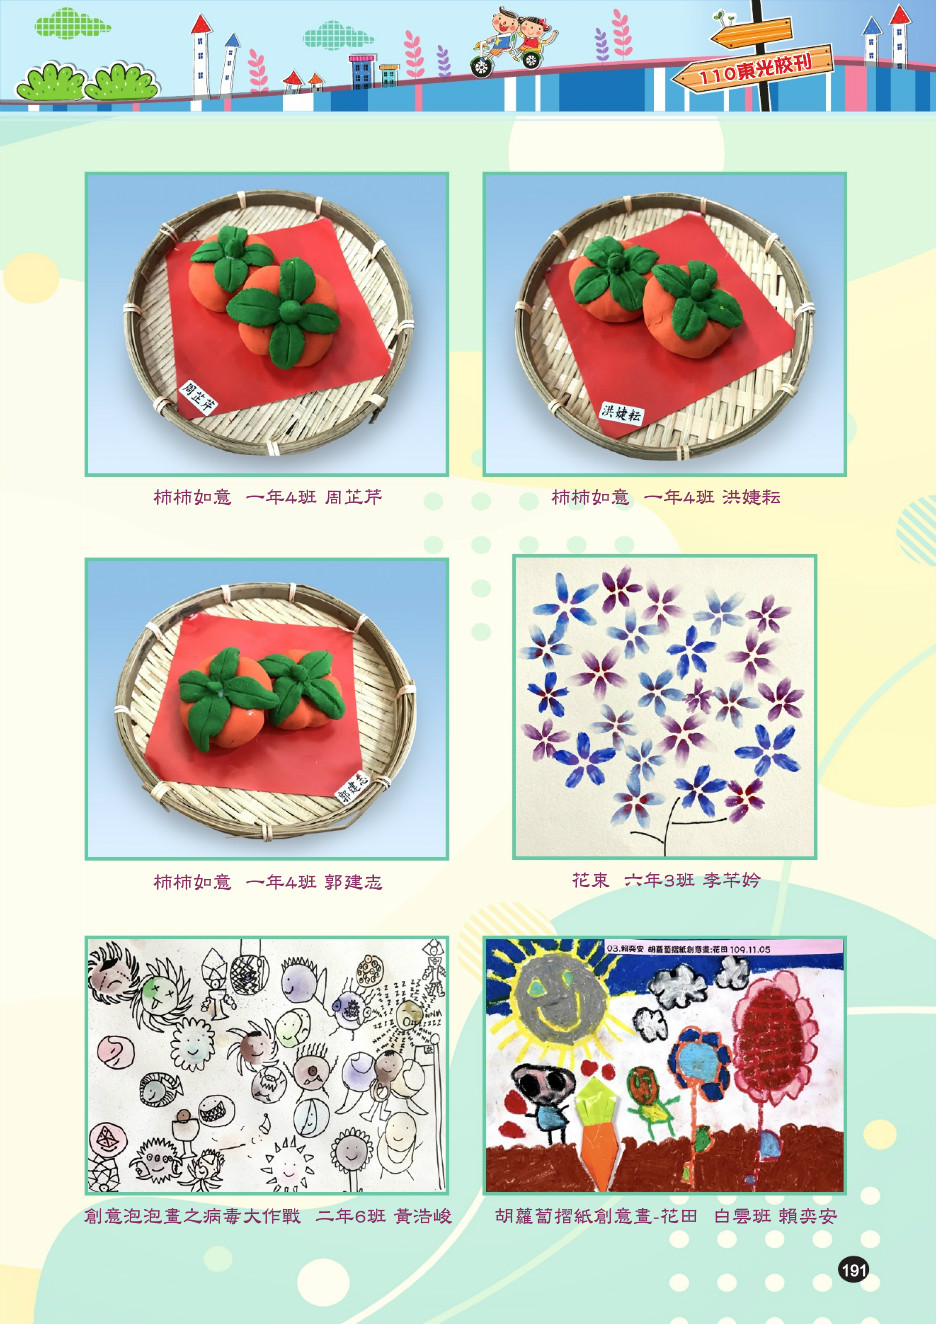 110東光校刊
周芷芹
洪婕耘
柿柿如意 一年4班 周芷芹
柿柿如意 一年4班 洪婕耘
郭建志
柿柿如意 一年4班 郭建志
花束 六年3班 李芊妗
03.賴奕安 胡蘿蔔摺紙創意畫:花田 109.11.05
創意泡泡畫之病毒大作戰 二年6班 黃浩峻
胡蘿蔔摺紙創意畫-花田 白雲班 賴奕安
191